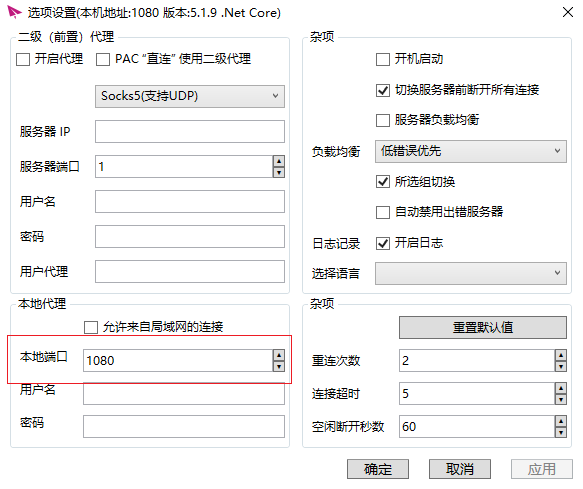 选项设置(本机地址:1080 版本:5.1.9 .Net Core)
二级（前置）代理
开启代理
PAC “直连” 使用二级代理
Socks5(支持UDP)
服务器 IP
服务器端口
1
用户名
密码
用户代理
本地代理
允许来自局域网的连接
本地端口
1080
用户名
密码
杂项
开机启动
切换服务器前断开所有连接
服务器负载均衡
负载均衡
低错误优先
所选组切换
自动禁用出错服务器
日志记录
开启日志
选择语言
杂项
重置默认值
重连次数
2
连接超时
5
空闲断开秒数
60
确定
取消
应用